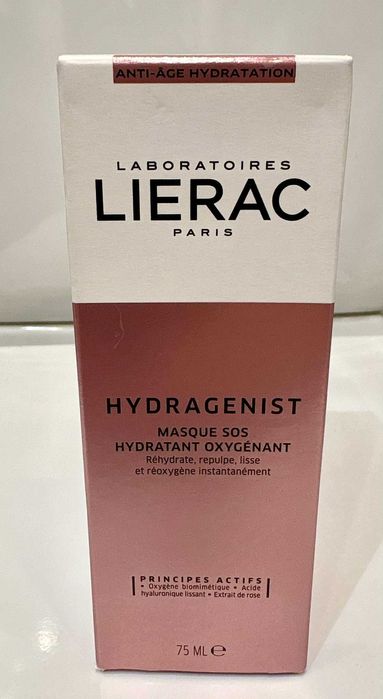 ANTI-ÂGE HYDRATATION
LABORATOIRES
LIERAC
PARIS
HYDRAGENIST
MASQUE SOS
HYDRATANT OXYGÉNANT
Réhydrate, repulpe, lisse
et réoxygène instantanément
PRINCIPES ACTIFS
• Oxygène biomimétique • Acide
hyaluronique lissant • Extrait de rose
75 ML ℮